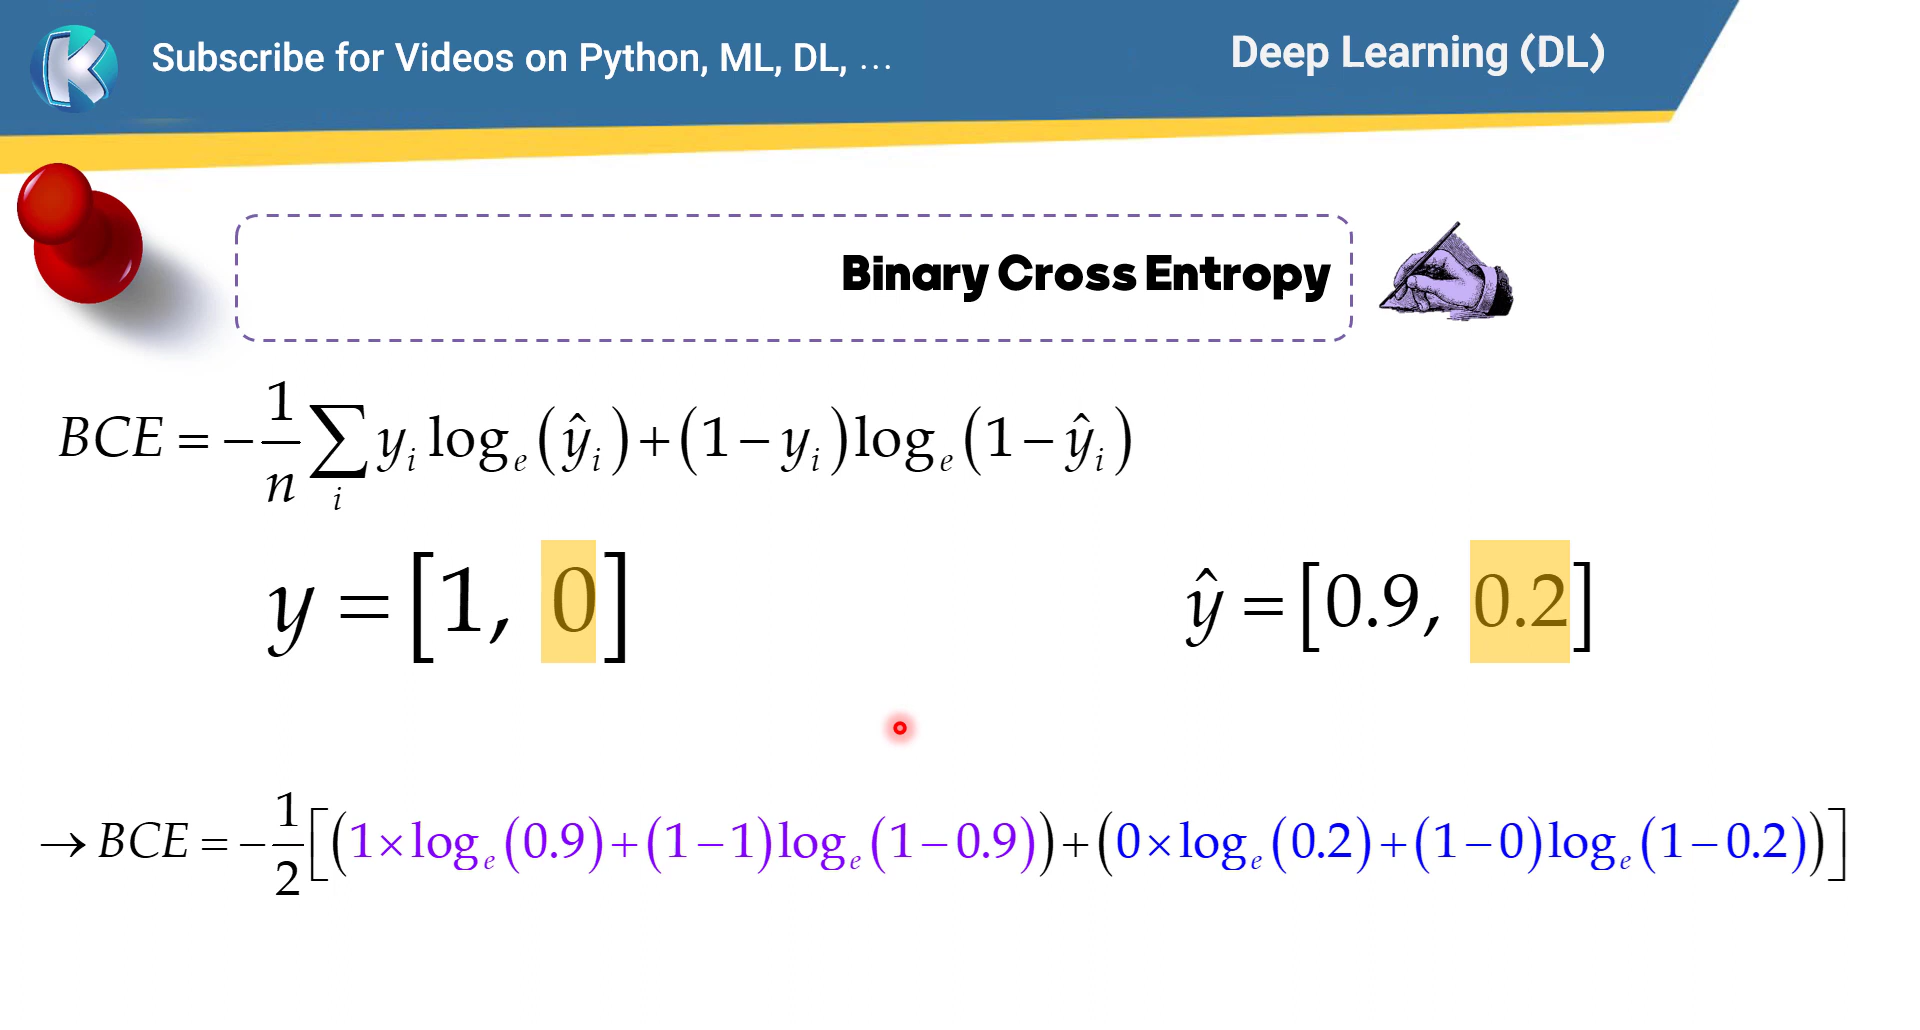 Subscribe for Videos on Python, ML, DL, ...
Deep Learning (DL)
Binary Cross Entropy
BCE = −\frac{1}{n}∑_i y_i log_e(ŷ_i) + (1 − y_i)log_e(1 − ŷ_i)
y = [1, 0]
ŷ = [0.9, 0.2]
→ BCE = −\frac{1}{2}[(1×log_e(0.9)+(1−1)log_e(1−0.9))+(0×log_e(0.2)+(1−0)log_e(1−0.2))]